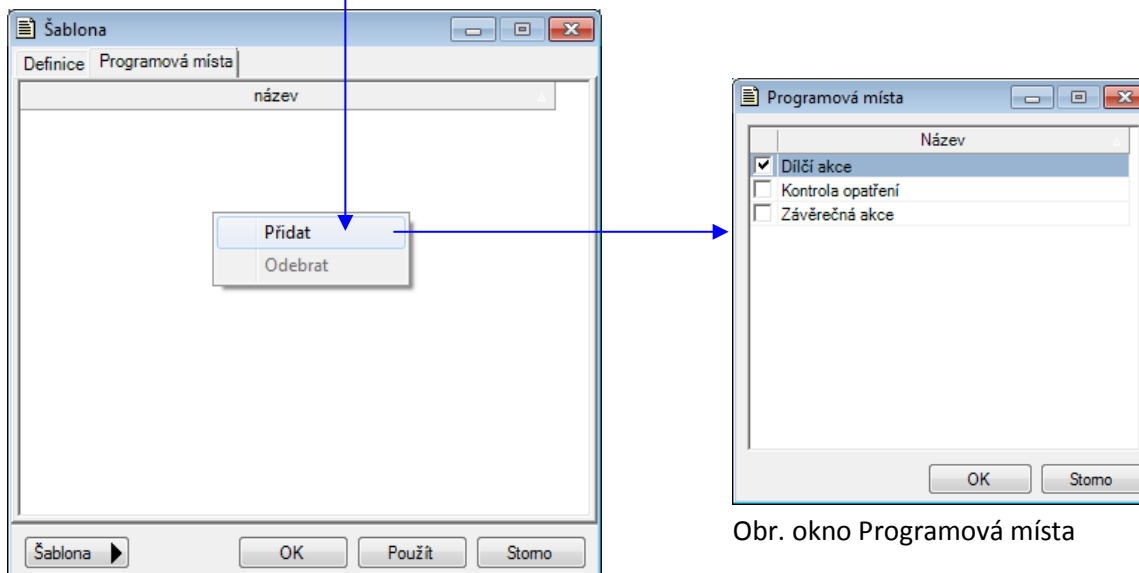 Šablona
Definice Programová místa
název
Přidat
Odebrat
Šablona OK Použít Storno
Programová místa
Název
Dílčí akce
Kontrola opatření
Závěrečná akce
OK Storno
Obr. okno Programová místa